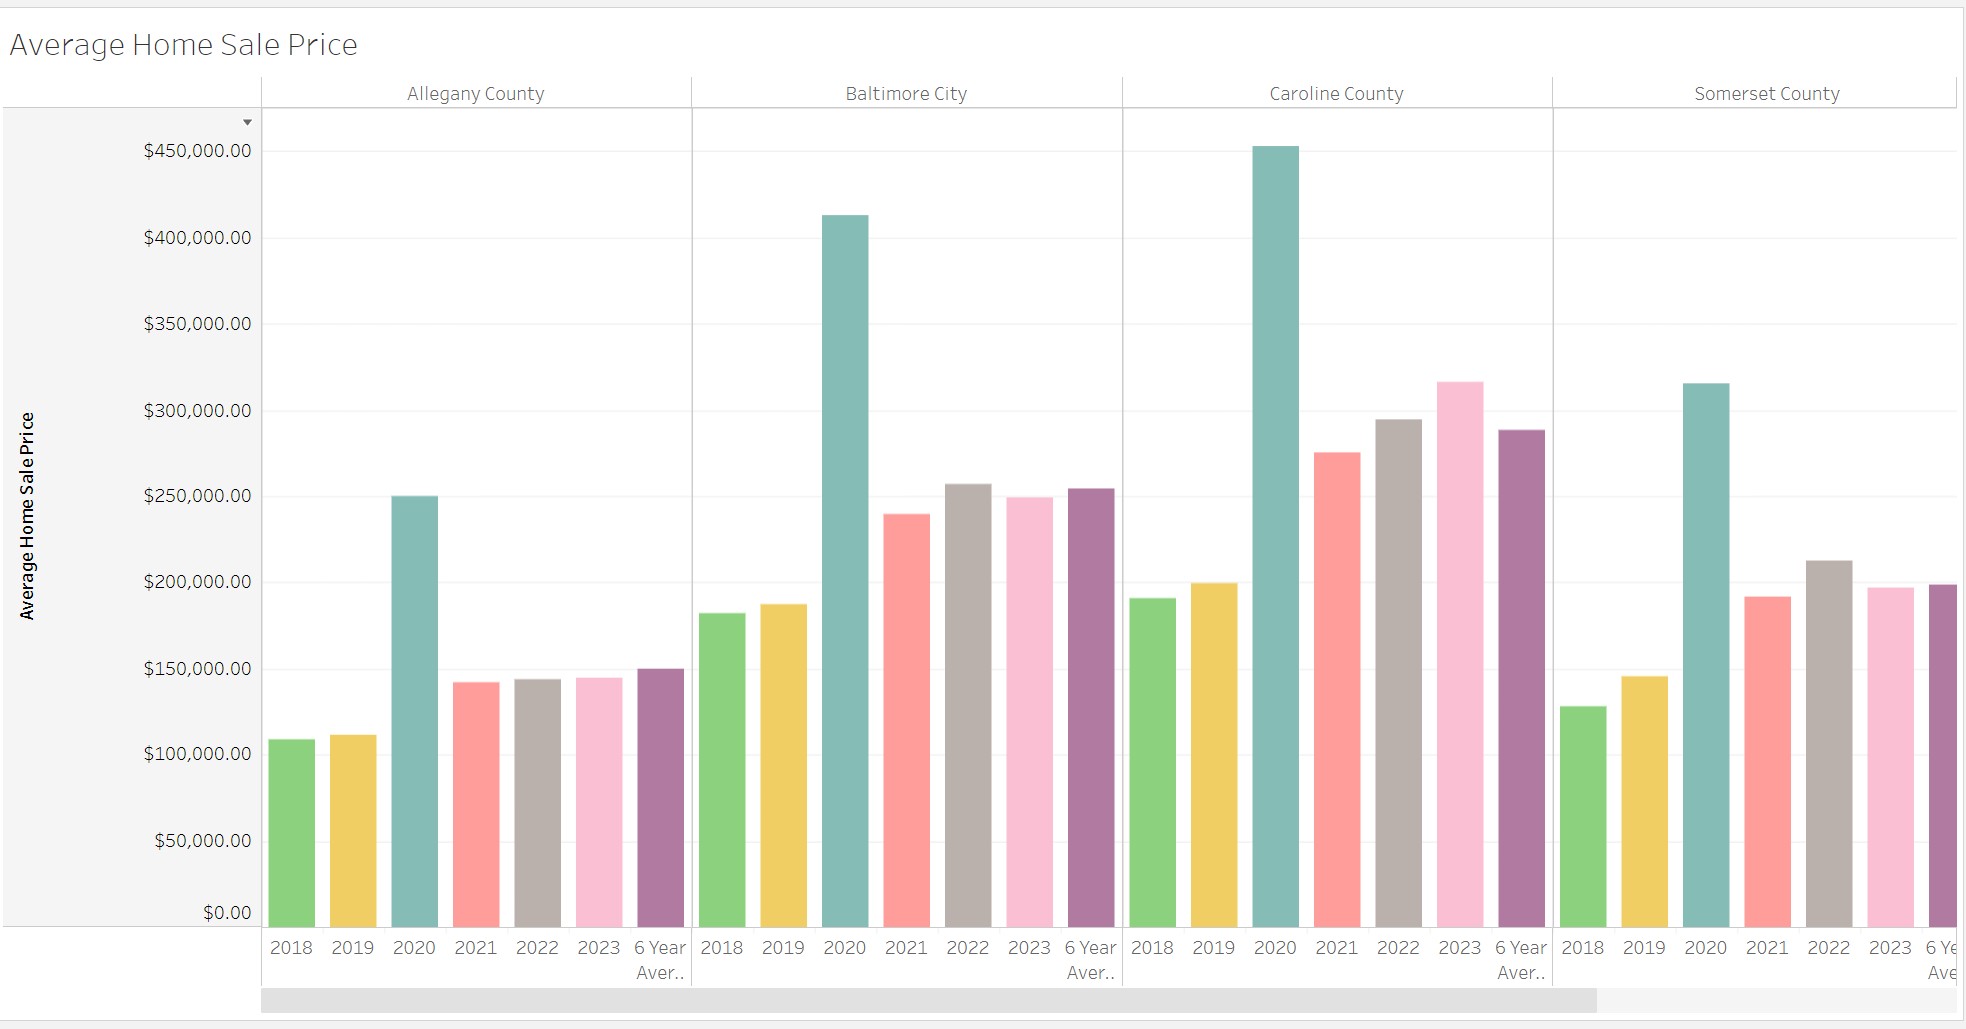 Average Home Sale Price
Allegany County Baltimore City Caroline County Somerset County
$450,000.00
$400,000.00
$350,000.00
$300,000.00
$250,000.00
$200,000.00
$150,000.00
$100,000.00
$50,000.00
$0.00
Average Home Sale Price
2018 2019 2020 2021 2022 2023 6 Year 2018 2019 2020 2021 2022 2023 6 Year 2018 2019 2020 2021 2022 2023 6 Year 2018 2019 2020 2021 2022 2023 6 Ye
Aver.. Aver.. Aver.. Ave